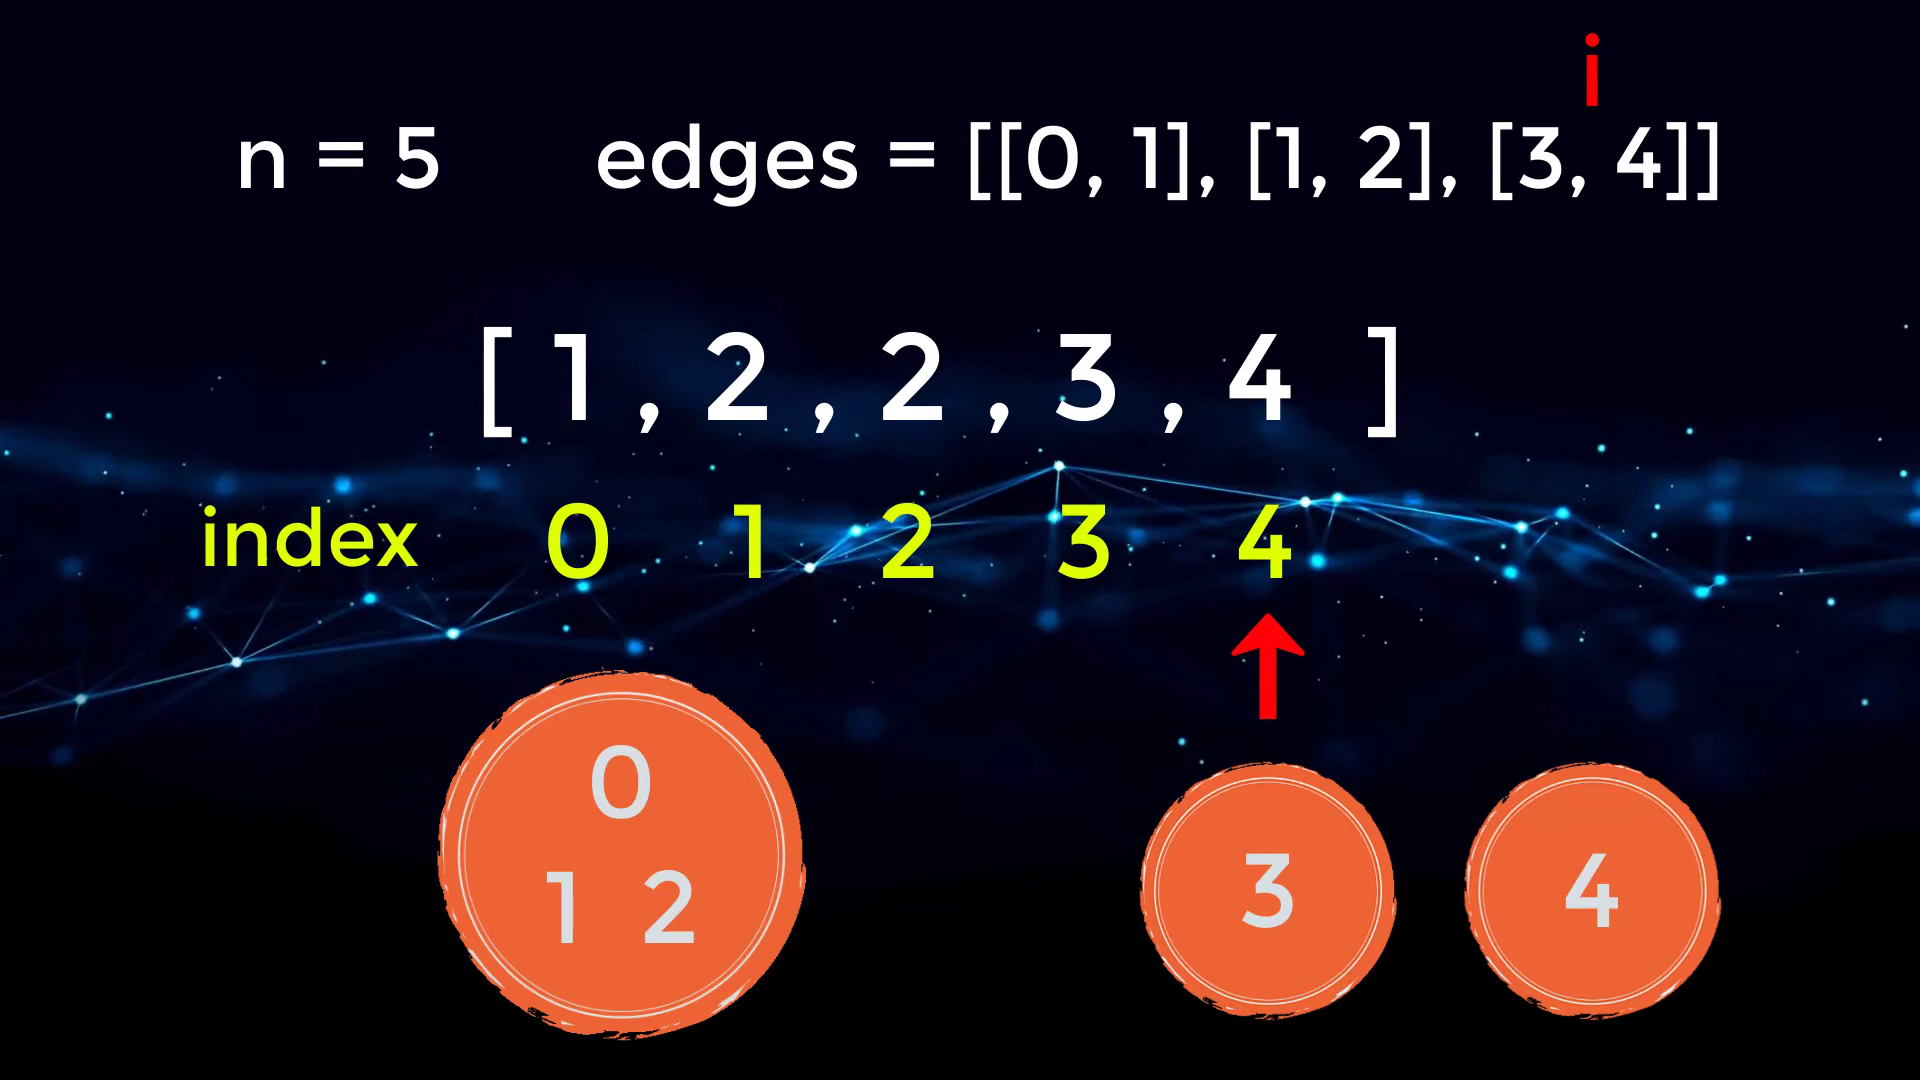 i
n = 5 edges = [[0, 1], [1, 2], [3, 4]]
[ 1 , 2 , 2 , 3 , 4 ]
index 0 1 2 3 4
0
1 2
3 4